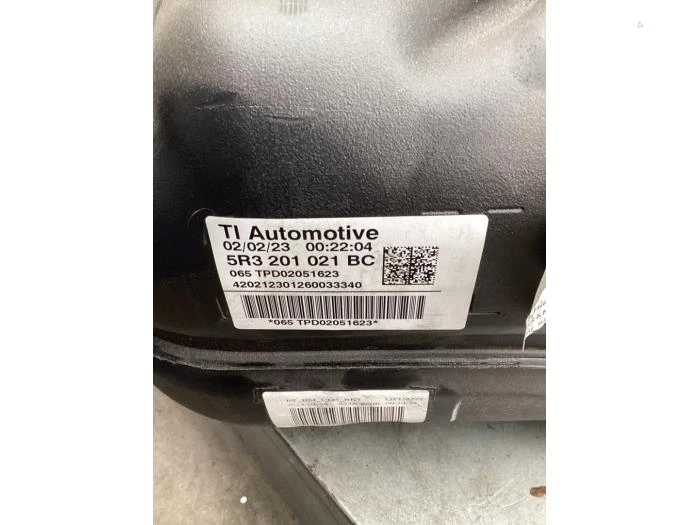 TI Automotive
02/02/23 00:22:04
5R3 201 021 BC
065 TPD02051623
420212301260033340
*065 TPD02051623*